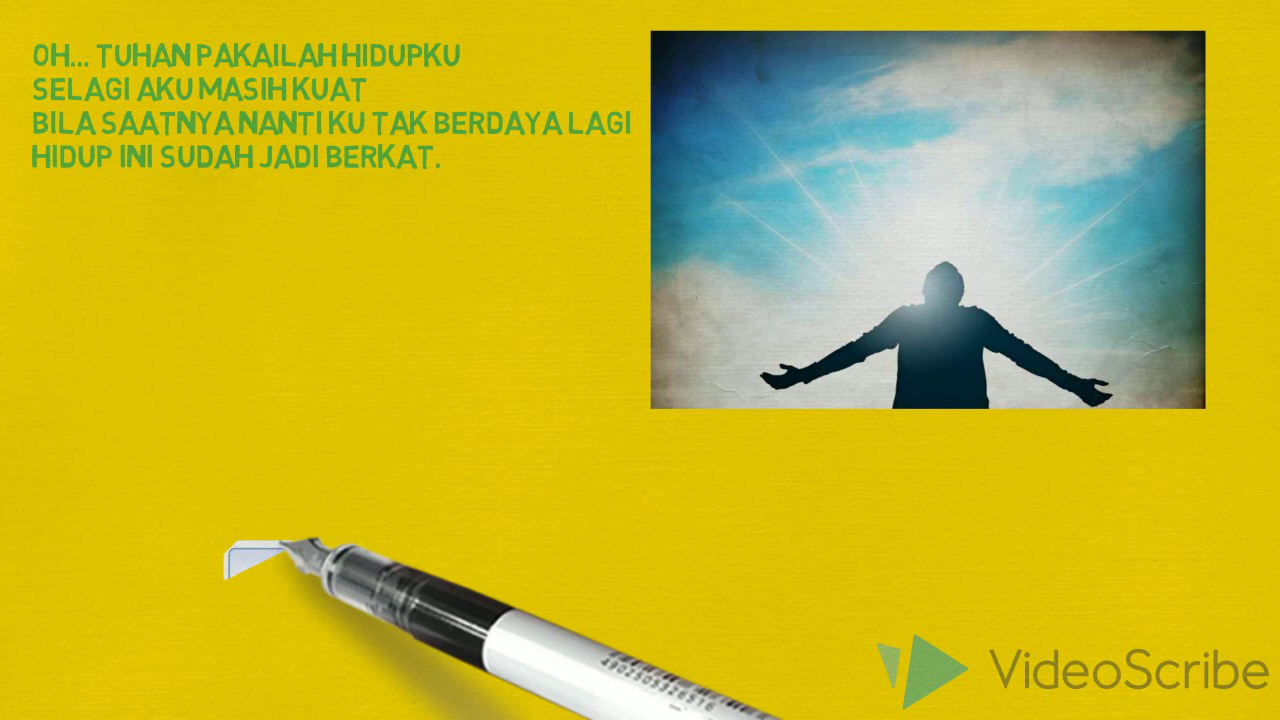 OH... TUHAN PAKAILAH HIDUPKU
SELAGI AKU MASIH KUAT
BILA SAATNYA NANTI KU TAK BERDAYA LAGI
HIDUP INI SUDAH JADI BERKAT.
4902505326516
VideoScribe